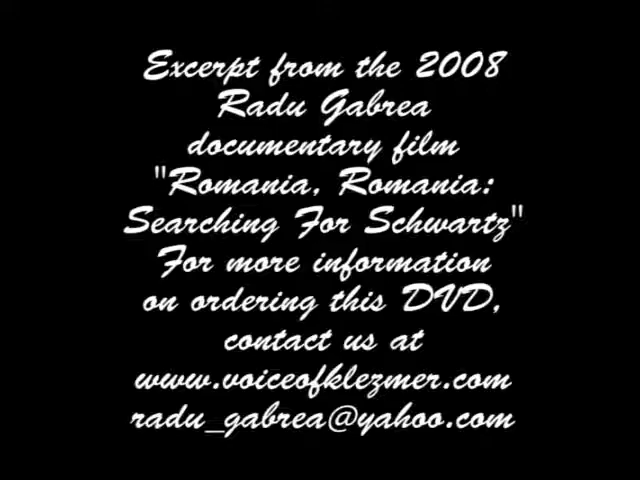 Excerpt from the 2008
Radu Gabrea
documentary film
"Romania, Romania:
Searching For Schwartz"
For more information
on ordering this DVD,
contact us at
www.voiceofklezmer.com
radu_gabrea@yahoo.com